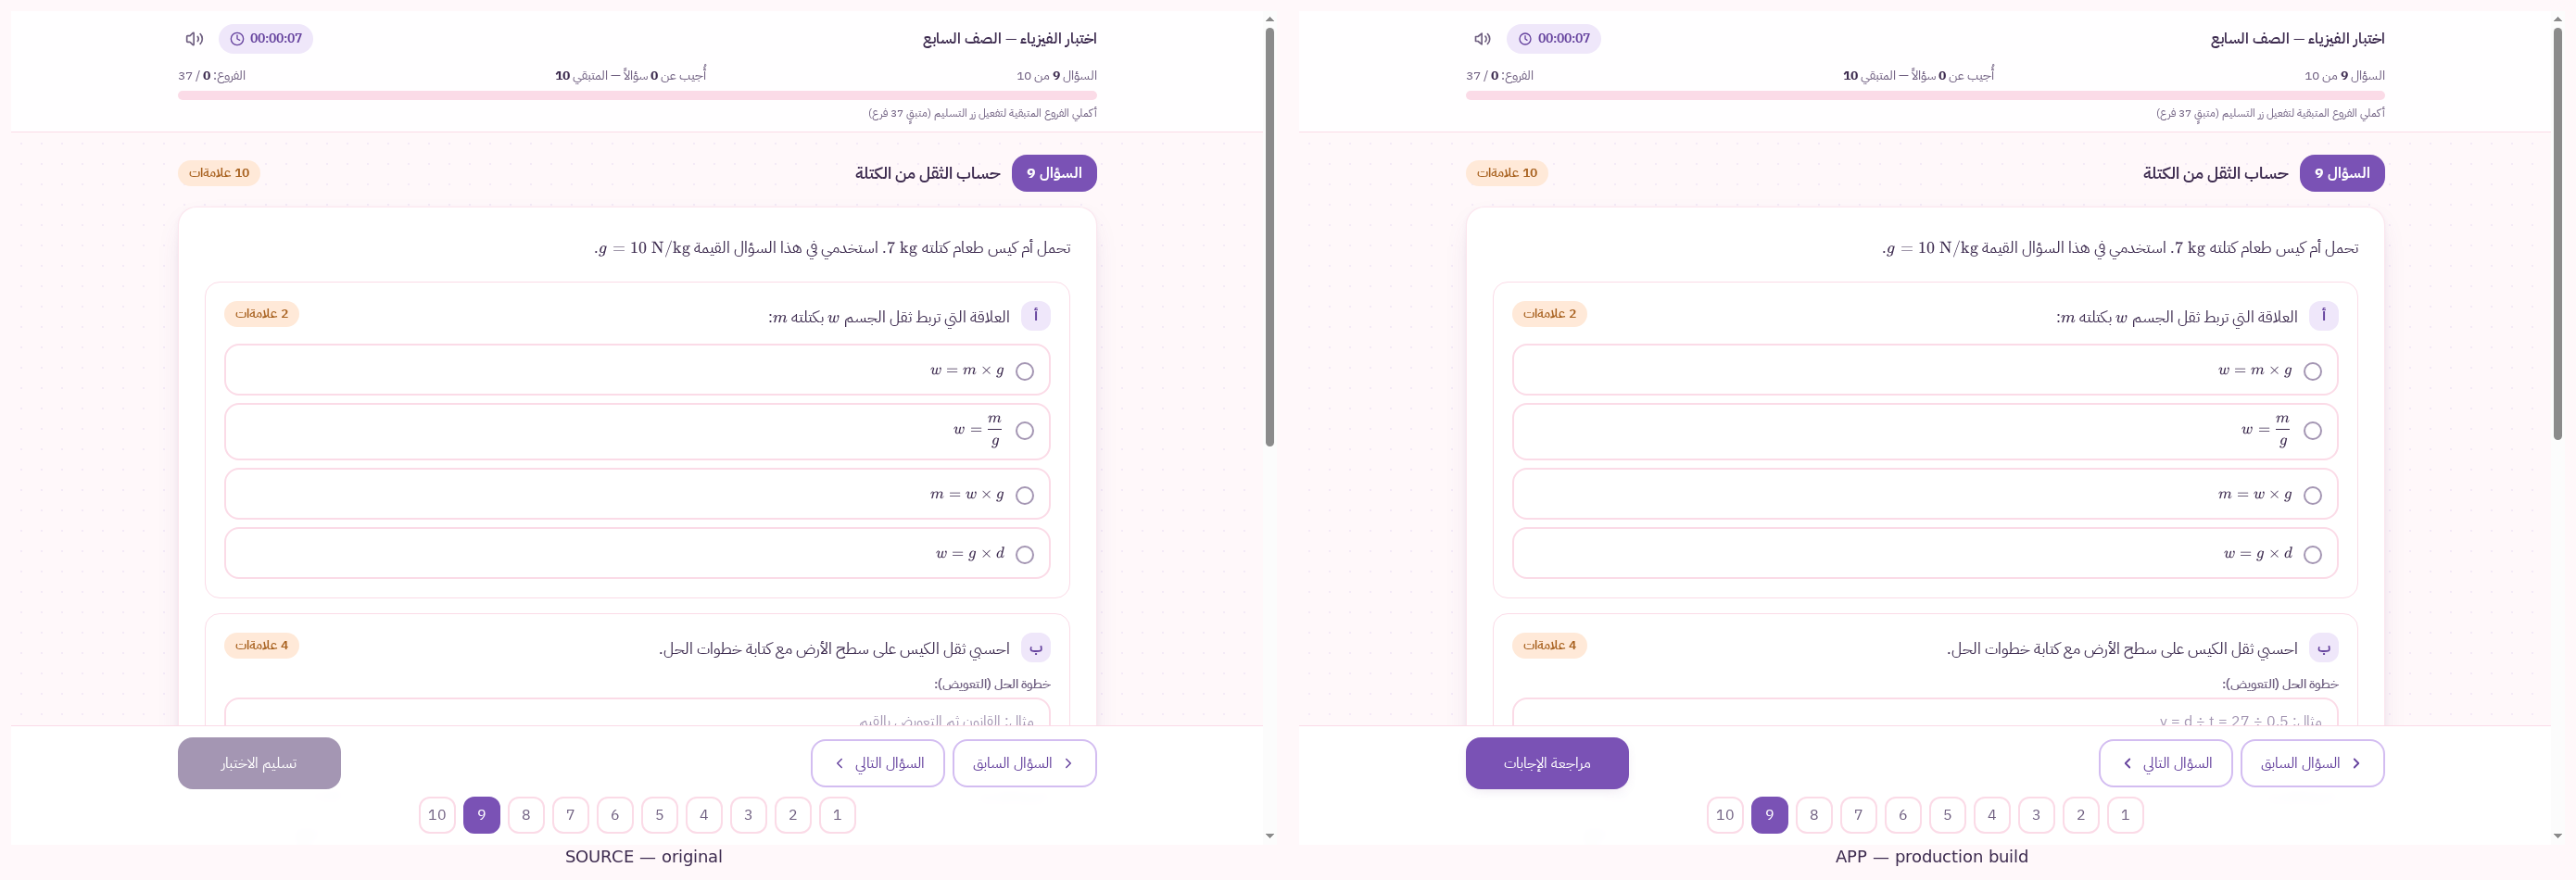 اختبار الفيزياء — الصف السابع
00:00:07
السؤال 9 من 10
أُجيب عن 0 سؤالاً — المتبقي 10
الفروع: 0 / 37
أكملي الفروع المتبقية لتفعيل زر التسليم (متبقٍ 37 فرع)
السؤال 9
حساب الثقل من الكتلة
10 علامات
تحمل أم كيس طعام كتلته 7 kg. استخدمي في هذا السؤال القيمة g = 10 N/kg.
أ
العلاقة التي تربط ثقل الجسم w بكتلته m:
2 علامات
w = m × g
w = m/g
m = w × g
w = g × d
ب
احسبي ثقل الكيس على سطح الأرض مع كتابة خطوات الحل.
4 علامات
خطوة الحل (التعويض):
مثال: القانون ثم التعويض بالقيم
السؤال السابق
السؤال التالي
تسليم الاختبار
1
2
3
4
5
6
7
8
9
10
SOURCE — original
اختبار الفيزياء — الصف السابع
00:00:07
السؤال 9 من 10
أُجيب عن 0 سؤالاً — المتبقي 10
الفروع: 0 / 37
أكملي الفروع المتبقية لتفعيل زر التسليم (متبقٍ 37 فرع)
السؤال 9
حساب الثقل من الكتلة
10 علامات
تحمل أم كيس طعام كتلته 7 kg. استخدمي في هذا السؤال القيمة g = 10 N/kg.
أ
العلاقة التي تربط ثقل الجسم w بكتلته m:
2 علامات
w = m × g
w = m/g
m = w × g
w = g × d
ب
احسبي ثقل الكيس على سطح الأرض مع كتابة خطوات الحل.
4 علامات
خطوة الحل (التعويض):
مثال: v = d ÷ t = 27 ÷ 0.5
السؤال السابق
السؤال التالي
مراجعة الإجابات
1
2
3
4
5
6
7
8
9
10
APP — production build